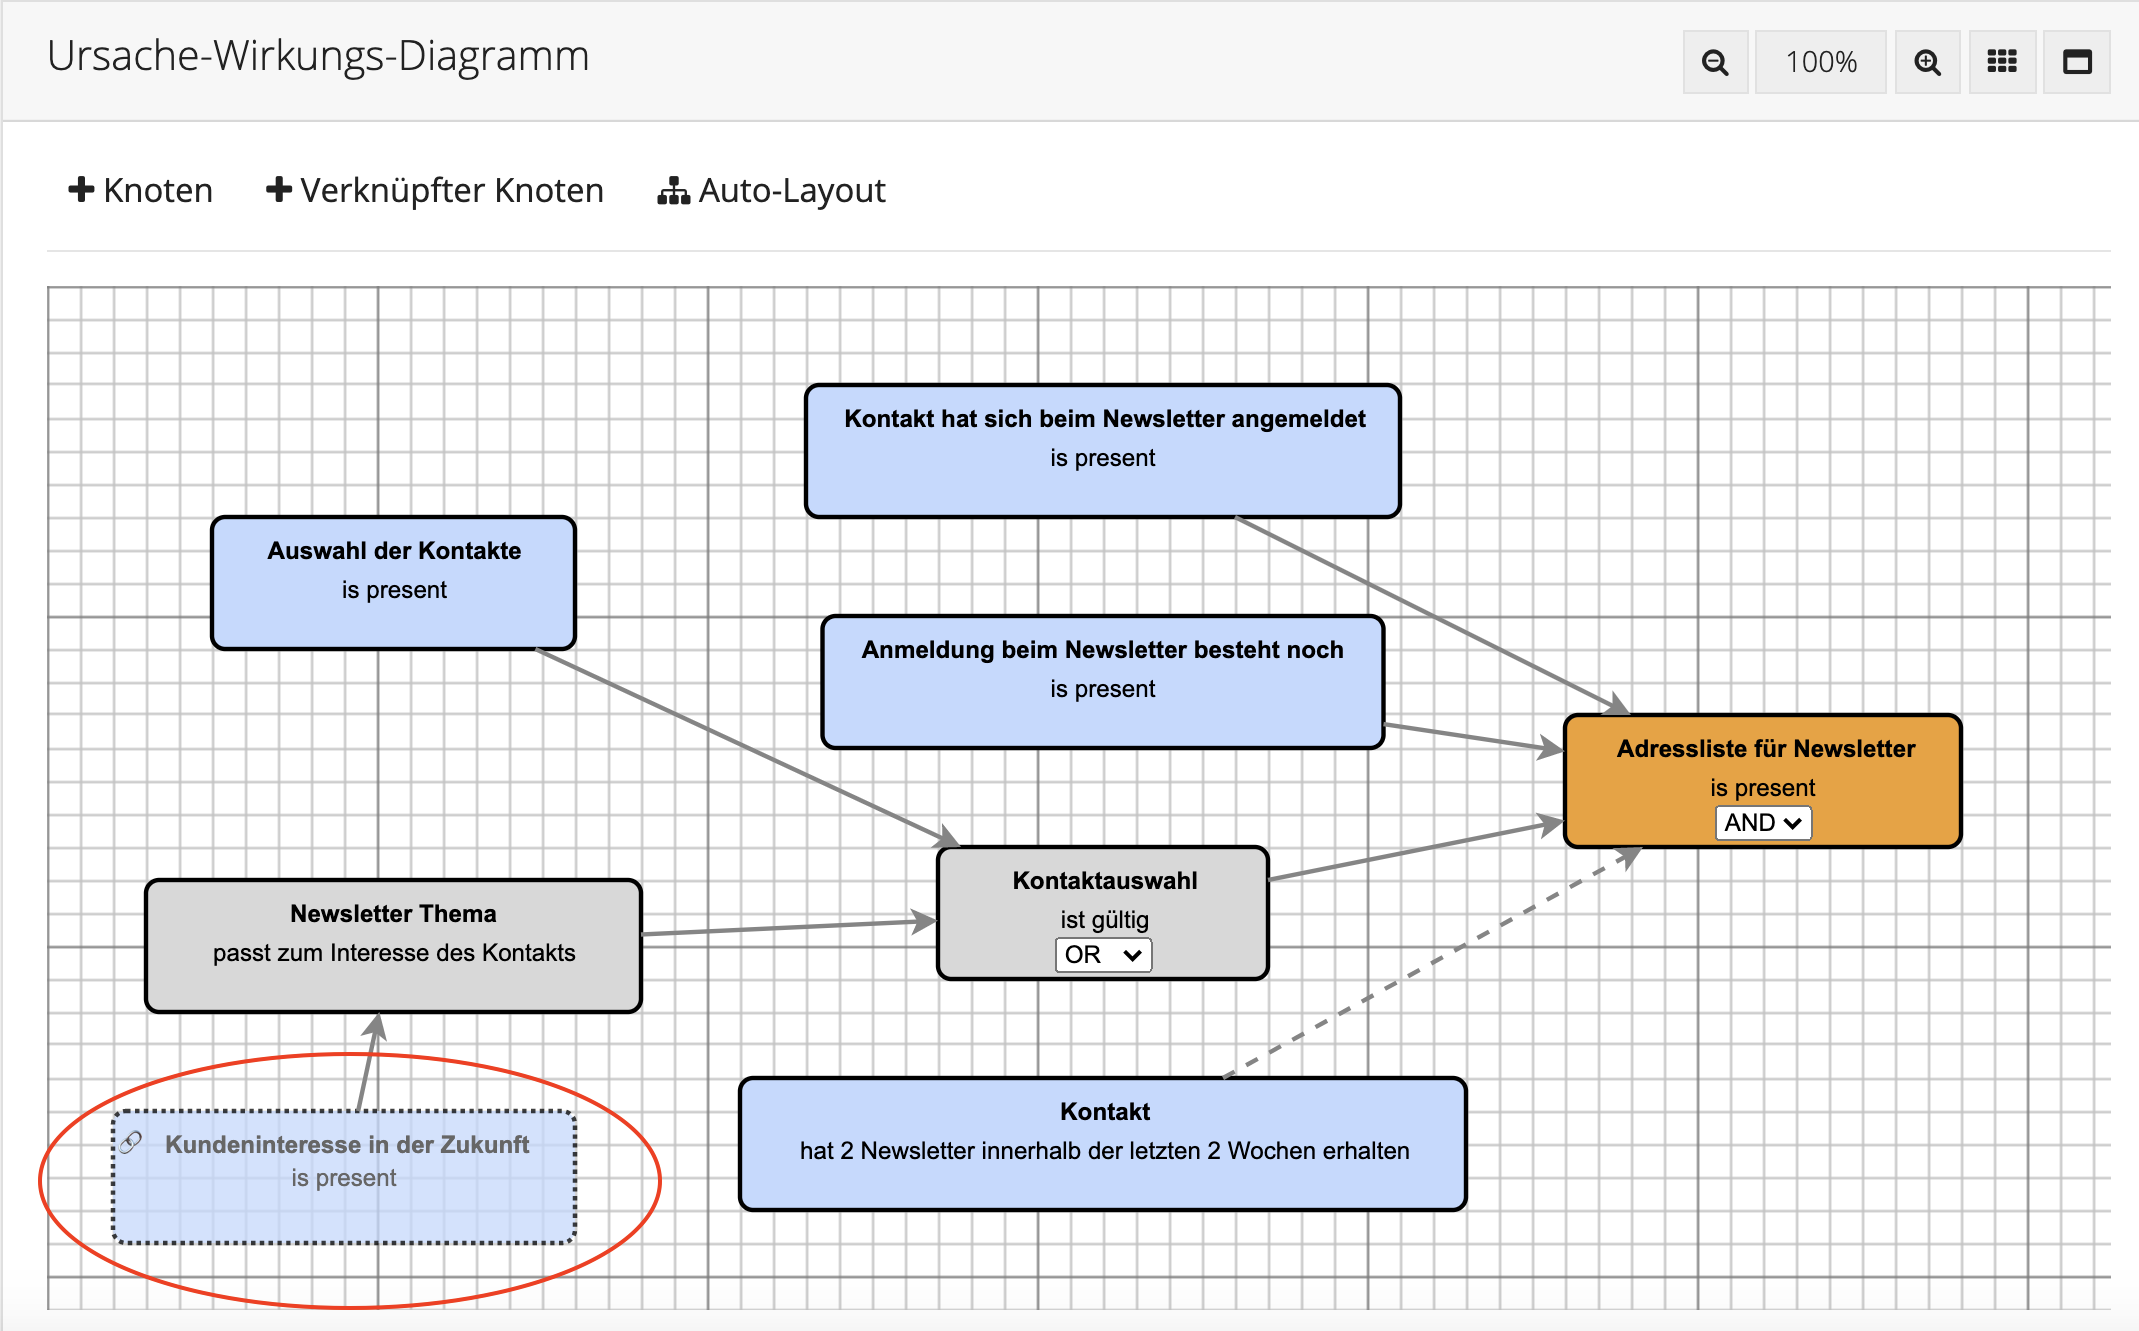 Ursache-Wirkungs-Diagramm
100%
Knoten
Verknüpfter Knoten
Auto-Layout
Kontakt hat sich beim Newsletter angemeldet
is present
Auswahl der Kontakte
is present
Anmeldung beim Newsletter besteht noch
is present
Adressliste für Newsletter
is present
AND
Kontaktauswahl
ist gültig
OR
Newsletter Thema
passt zum Interesse des Kontakts
Kontakt
hat 2 Newsletter innerhalb der letzten 2 Wochen erhalten
Kundeninteresse in der Zukunft
is present